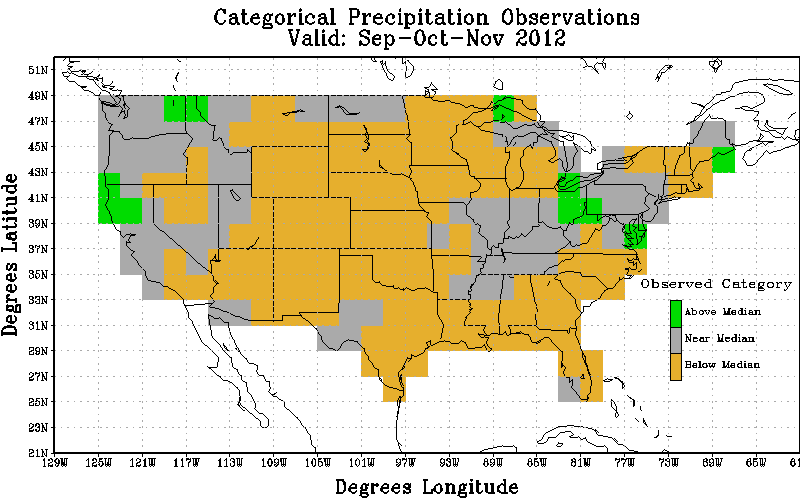 Categorical Precipitation Observations
Valid: Sep-Oct-Nov 2012
51N
49N
47N
45N
43N
41N
39N
37N
35N
33N
31N
29N
27N
25N
23N
21N
Degrees Latitude
Observed Category
Above Median
Near Median
Below Median
129W 125W 121W 117W 113W 109W 105W 97W 93W 89W 85W 81W 77W 73W 69W 65W 61
Degrees Longitude